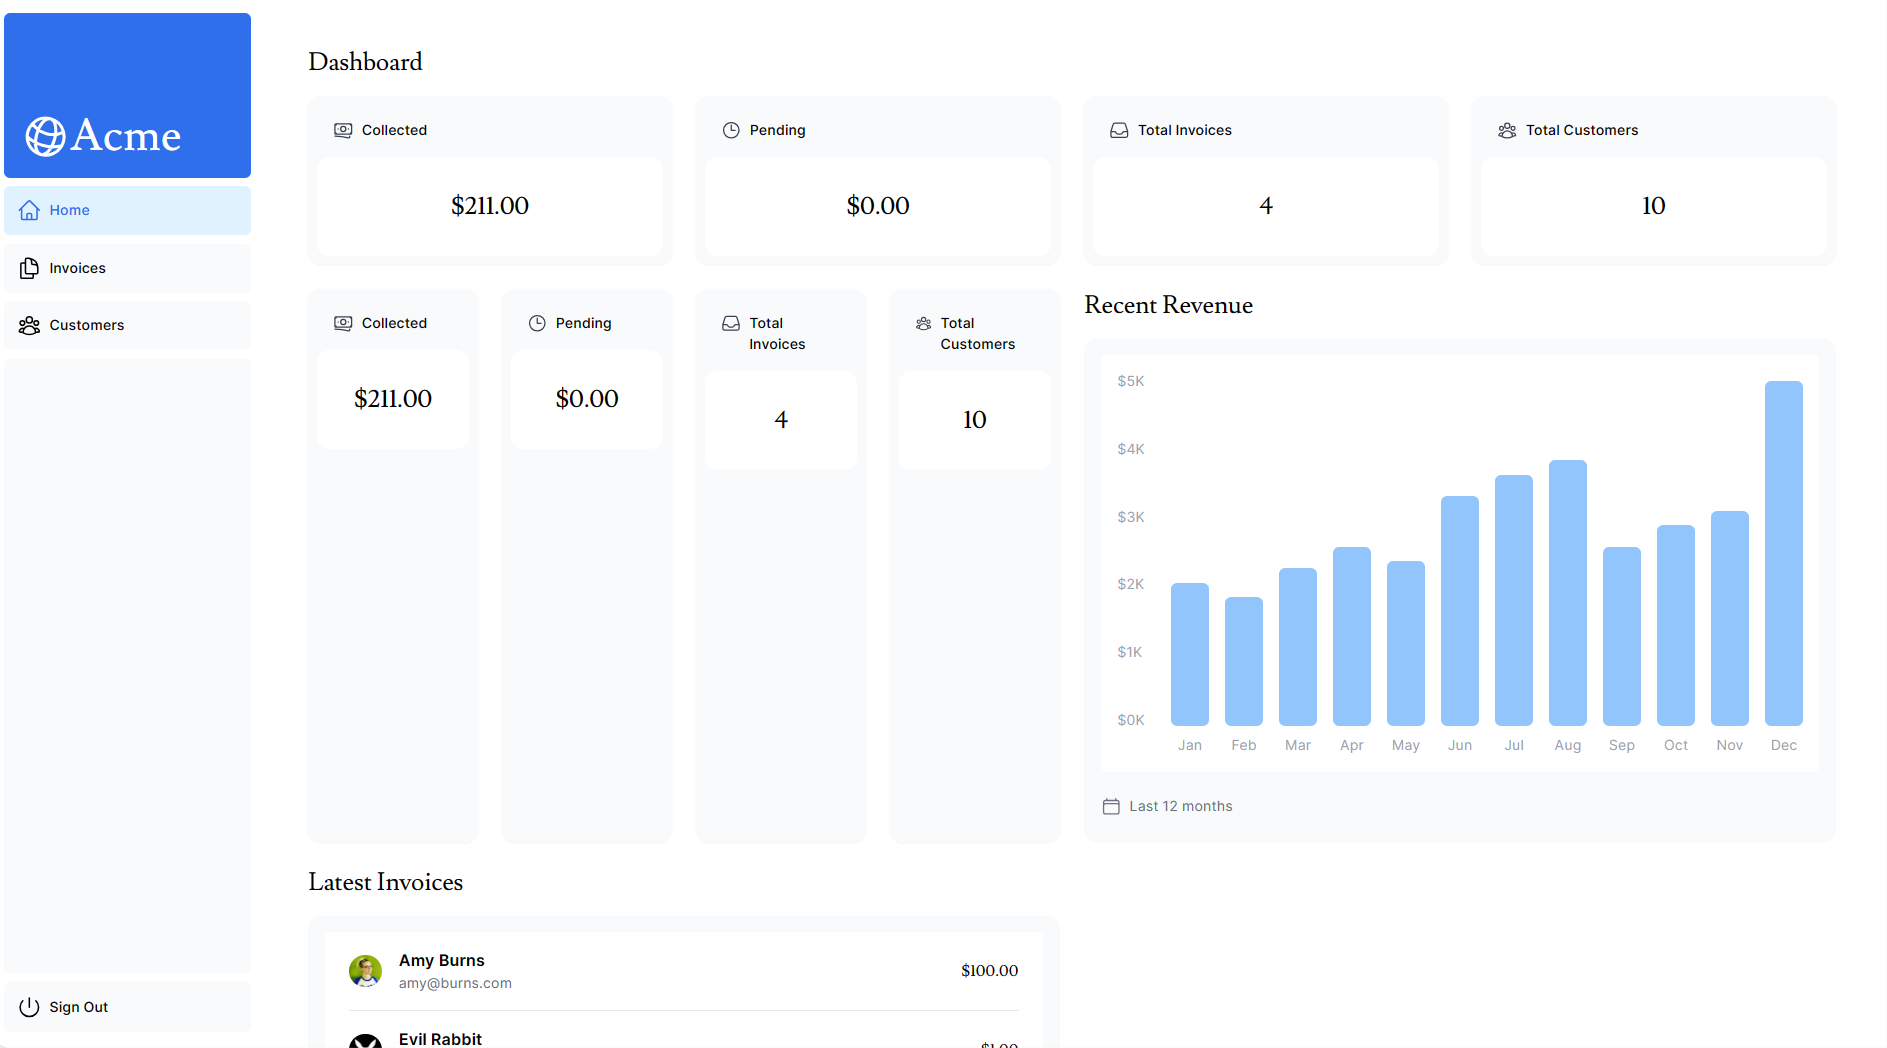 Acme
Home
Invoices
Customers
Sign Out
Dashboard
Collected
$211.00
Pending
$0.00
Total Invoices
4
Total Customers
10
Collected
$211.00
Pending
$0.00
Total
Invoices
4
Total
Customers
10
Recent Revenue
$5K
$4K
$3K
$2K
$1K
$0K
Jan Feb Mar Apr May Jun Jul Aug Sep Oct Nov Dec
Last 12 months
Latest Invoices
Amy Burns
amy@burns.com
$100.00
Evil Rabbit